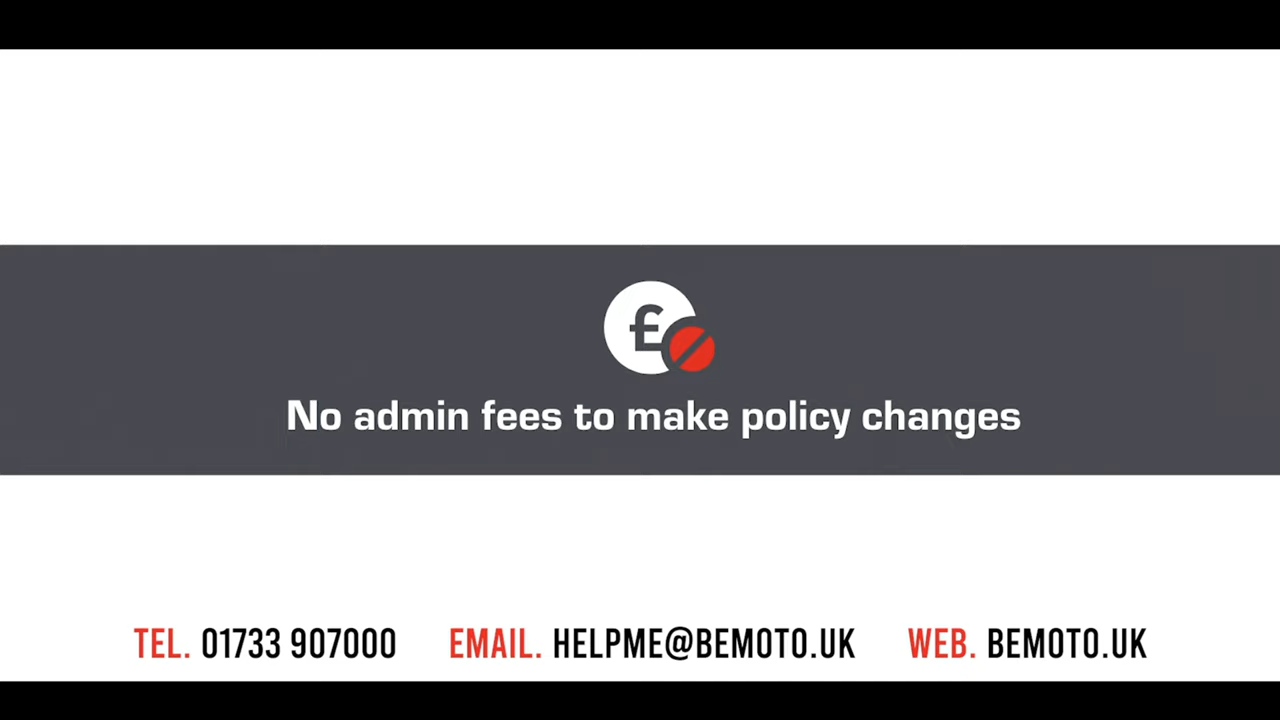 £
No admin fees to make policy changes
TEL. 01733 907000 EMAIL. HELPME@BEMOTO.UK WEB. BEMOTO.UK